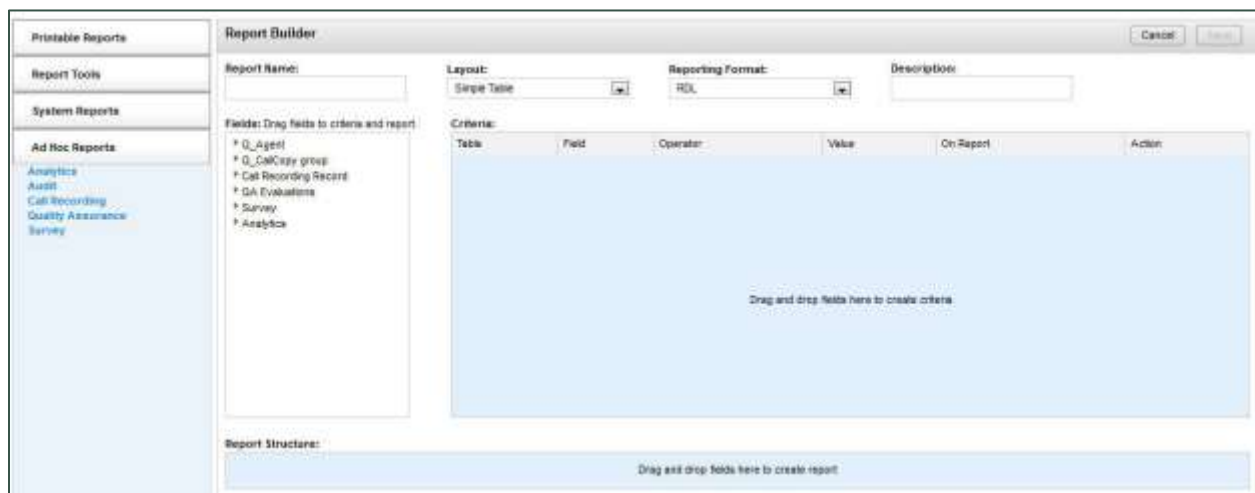 Printable Reports
Report Tools
System Reports
Ad Hoc Reports
Analytics
Audit
Call Recording
Quality Assurance
Survey
Report Builder
Cancel
Report Name:
Layout:
Simple Table
Reporting Format:
RDL
Description:
Fields: Drag fields to criteria and report
Q_Agent
Q_CallCopy group
Call Recording Record
QA Evaluations
Survey
Analytics
Criteria:
Table Field Operator Value On Report Action
Drag and drop fields here to create criteria
Report Structure:
Drag and drop fields here to create report